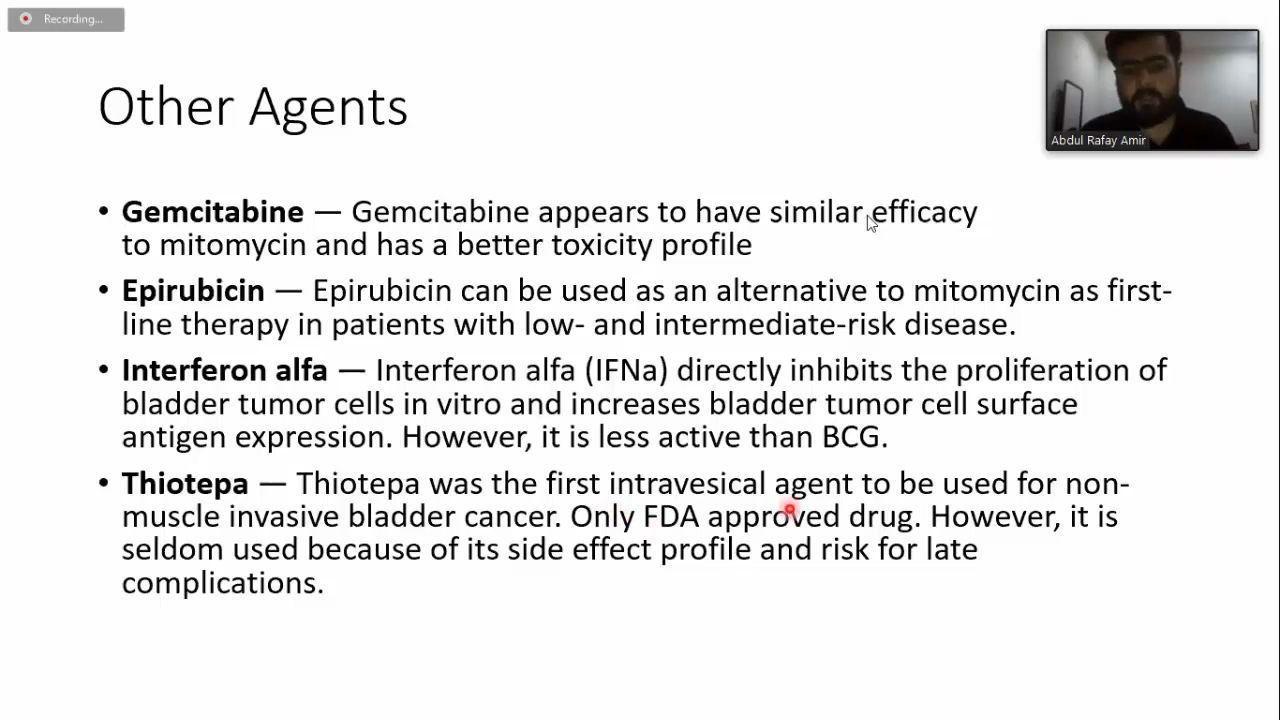 Recording...
Abdul Rafay Amir
Other Agents
• Gemcitabine — Gemcitabine appears to have similar efficacy
to mitomycin and has a better toxicity profile
• Epirubicin — Epirubicin can be used as an alternative to mitomycin as first-
line therapy in patients with low- and intermediate-risk disease.
• Interferon alfa — Interferon alfa (IFNa) directly inhibits the proliferation of
bladder tumor cells in vitro and increases bladder tumor cell surface
antigen expression. However, it is less active than BCG.
• Thiotepa — Thiotepa was the first intravesical agent to be used for non-
muscle invasive bladder cancer. Only FDA approved drug. However, it is
seldom used because of its side effect profile and risk for late
complications.